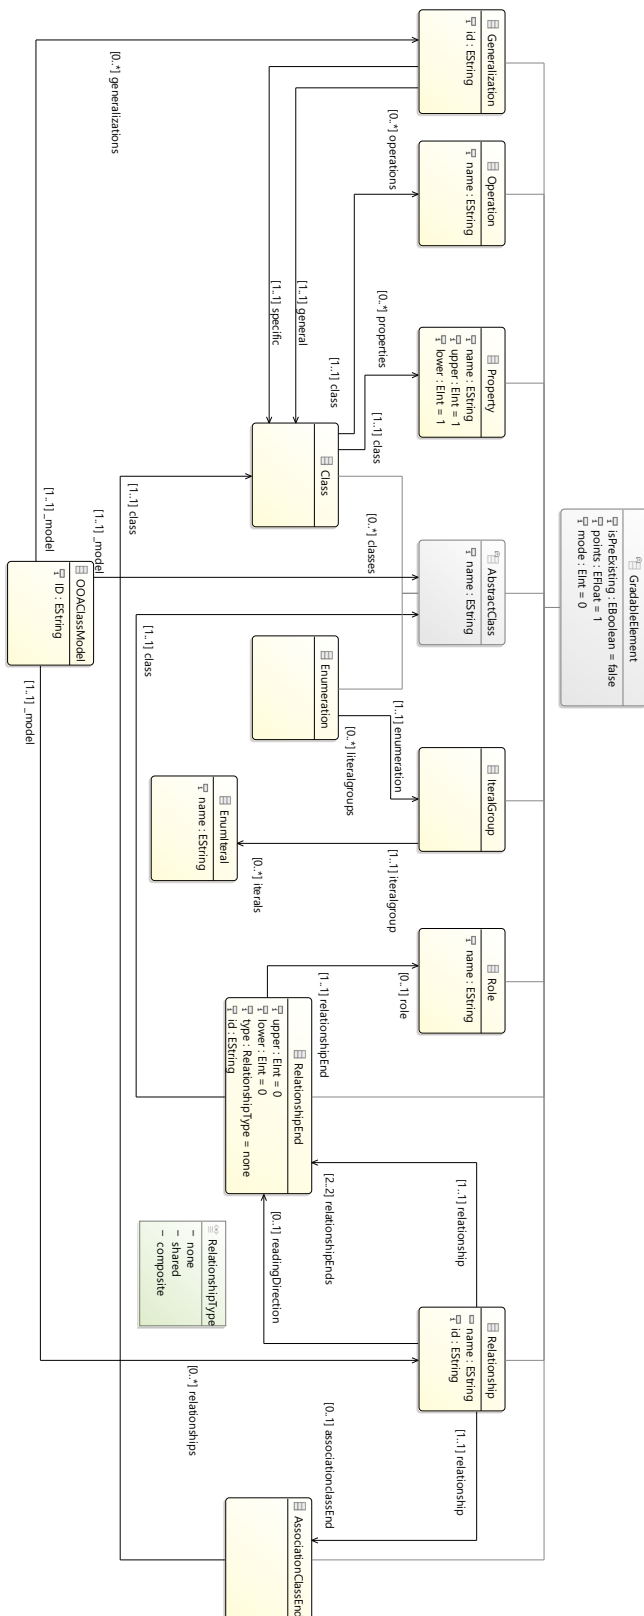 GradableElement
isPreExisting : EBoolean = false
points : EFloat = 1
mode : EInt = 0
Generalization
id : EString
Operation
name : EString
Property
name : EString
upper : EInt = 1
lower : EInt = 1
AbstractClass
name : EString
lteralGroup
Role
name : EString
Relationship
name : EString
id : EString
[0..*] operations
[0..*] properties
[1..1] class
[1..1] class
[0..*] classes
[1..1] general
[1..1] specific
Class
Enumeration
[1..1] enumeration
[0..*] literalgroups
[1..1] iteralgroup
[0..*] iterals
EnumIteral
name : EString
[0..1] role
[1..1] relationshipEnd
RelationshipEnd
upper : EInt = 0
lower : EInt = 0
type : RelationshipType = none
id : EString
[1..1] relationship
[2..2] relationshipEnds
[0..1] readingDirection
[1..1] relationship
[0..1] associationclassEnd
AssociationClassEnd
RelationshipType
none
shared
composite
[0..*] relationships
[0..*] generalizations
[1..1] class
[1..1] class
[1..1] _model
[1..1] _model
[1..1] _model
OOAClassModel
ID : EString